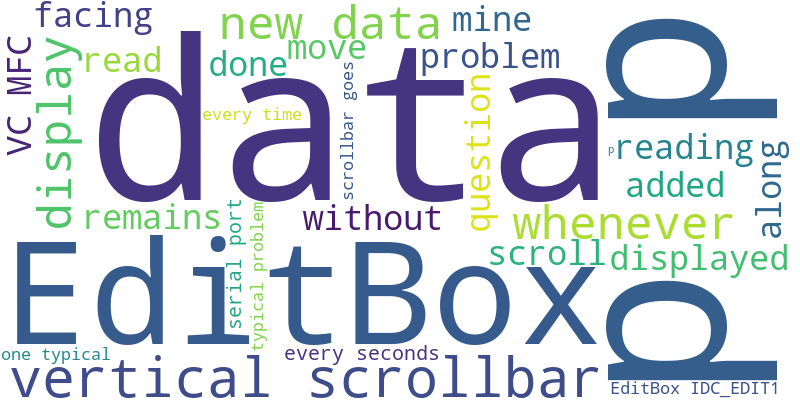 facing
new data
mine
VC MFC
read
done
move
problem
display
data
d
every time
scrollbar goes
question
p
reading
along
added
remains
serial port
typical problem
without
whenever
scroll
displayed
EditBox
d
one typical
every seconds
vertical scrollbar
EditBox IDC_EDIT1